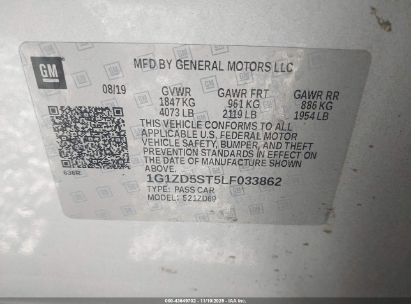 GM
MFD BY GENERAL MOTORS LLC
08/19 GVWR GAWR FRT GAWR RR
1847 KG 961 KG 886 KG
4073 LB 2119 LB 1954 LB
THIS VEHICLE CONFORMS TO ALL
APPLICABLE U.S. FEDERAL MOTOR
VEHICLE SAFETY, BUMPER, AND THEFT
PREVENTION STANDARDS IN EFFECT ON
THE DATE OF MANUFACTURE SHOWN
ABOVE.
1G1ZD5ST5LF033862
TYPE: PASS CAR